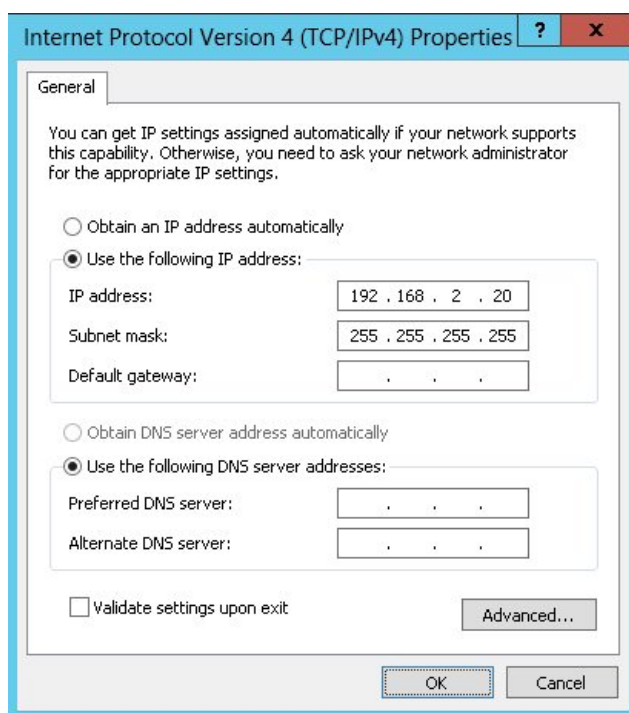 Internet Protocol Version 4 (TCP/IPv4) Properties ? x
General
You can get IP settings assigned automatically if your network supports
this capability. Otherwise, you need to ask your network administrator
for the appropriate IP settings.
Obtain an IP address automatically
Use the following IP address:
IP address: 192 . 168 . 2 . 20
Subnet mask: 255 . 255 . 255 . 255
Default gateway: . . .
Obtain DNS server address automatically
Use the following DNS server addresses:
Preferred DNS server: . . .
Alternate DNS server: . . .
Validate settings upon exit
Advanced...
OK Cancel